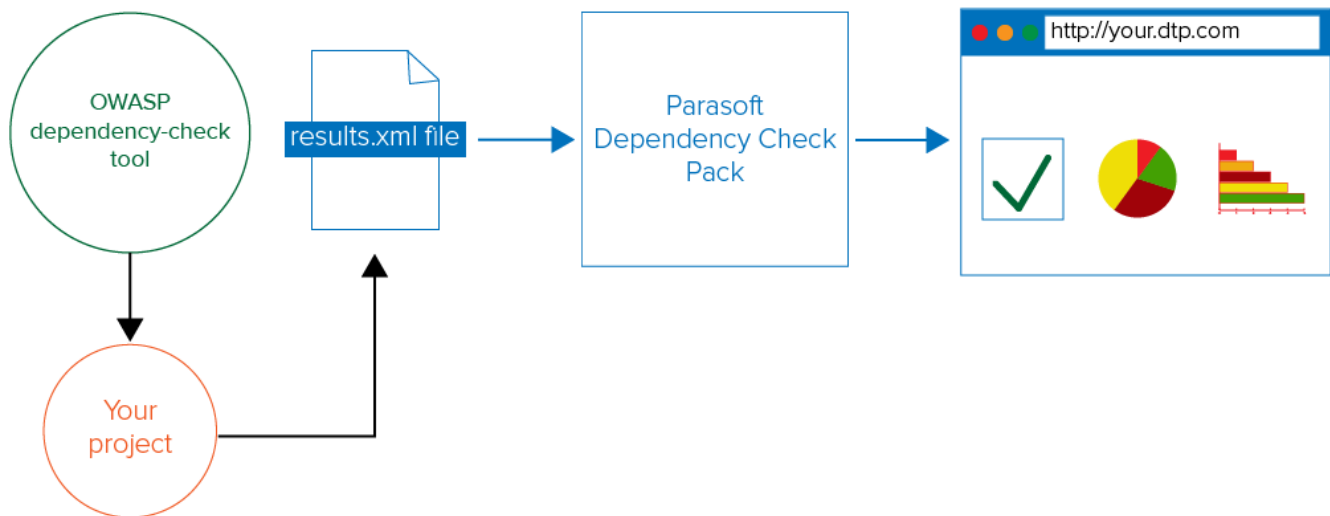 OWASP
dependency-check
tool
results.xml file
Parasoft
Dependency Check
Pack
http://your.dtp.com
Your
project